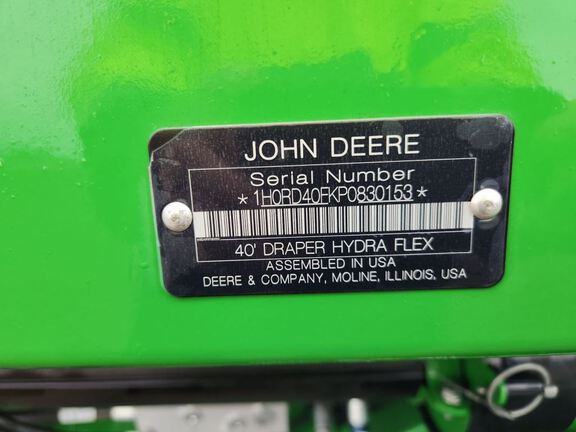 JOHN DEERE
Serial Number
*1H0RD40FKP0830153*
40' DRAPER HYDRA FLEX
ASSEMBLED IN USA
DEERE & COMPANY, MOLINE, ILLINOIS, USA